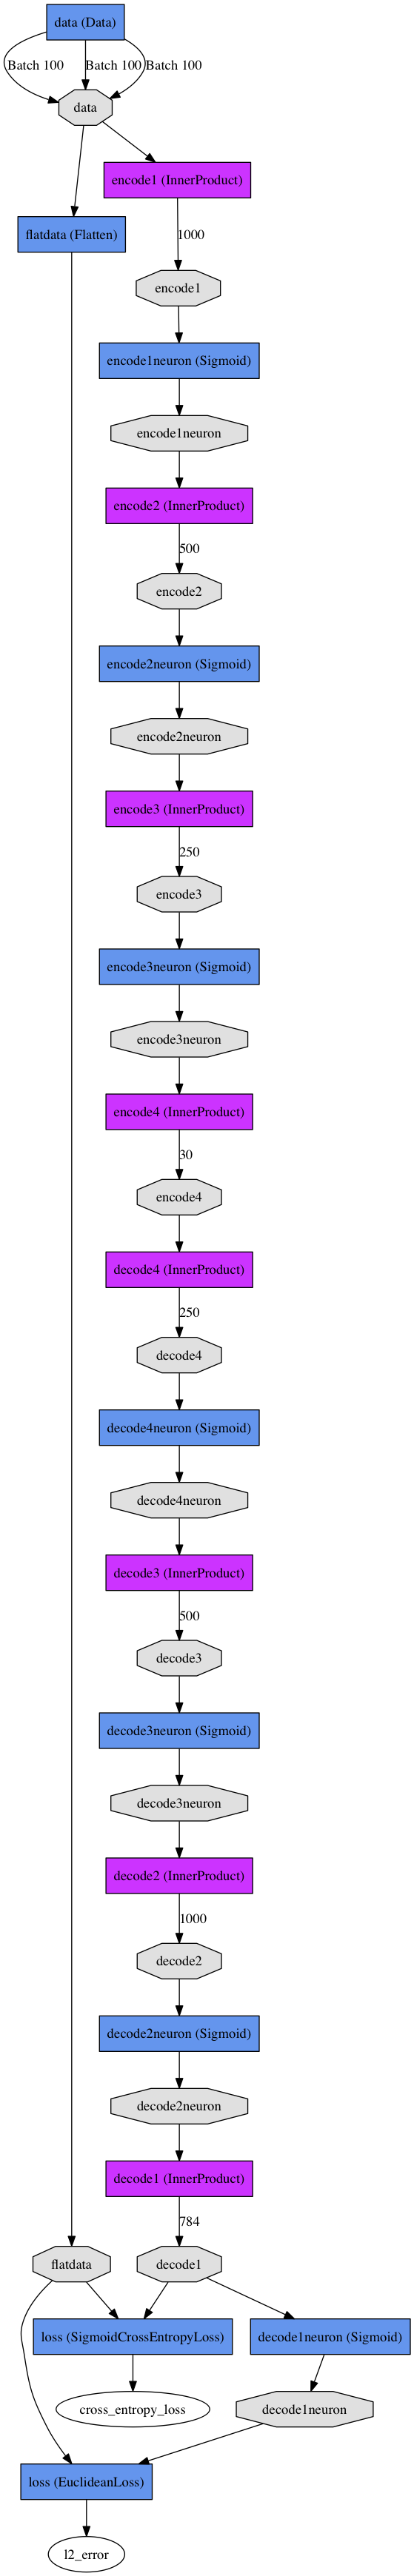 data (Data)
Batch 100
Batch 100
Batch 100
data
encode1 (InnerProduct)
flatdata (Flatten)
1000
encode1
encode1neuron (Sigmoid)
encode1neuron
encode2 (InnerProduct)
500
encode2
encode2neuron (Sigmoid)
encode2neuron
encode3 (InnerProduct)
250
encode3
encode3neuron (Sigmoid)
encode3neuron
encode4 (InnerProduct)
30
encode4
decode4 (InnerProduct)
250
decode4
decode4neuron (Sigmoid)
decode4neuron
decode3 (InnerProduct)
500
decode3
decode3neuron (Sigmoid)
decode3neuron
decode2 (InnerProduct)
1000
decode2
decode2neuron (Sigmoid)
decode2neuron
decode1 (InnerProduct)
784
flatdata
decode1
loss (SigmoidCrossEntropyLoss)
decode1neuron (Sigmoid)
cross_entropy_loss
decode1neuron
loss (EuclideanLoss)
l2_error